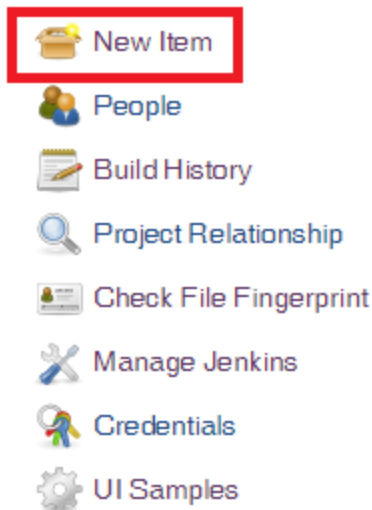 New Item
People
Build History
Project Relationship
Check File Fingerprint
Manage Jenkins
Credentials
UI Samples